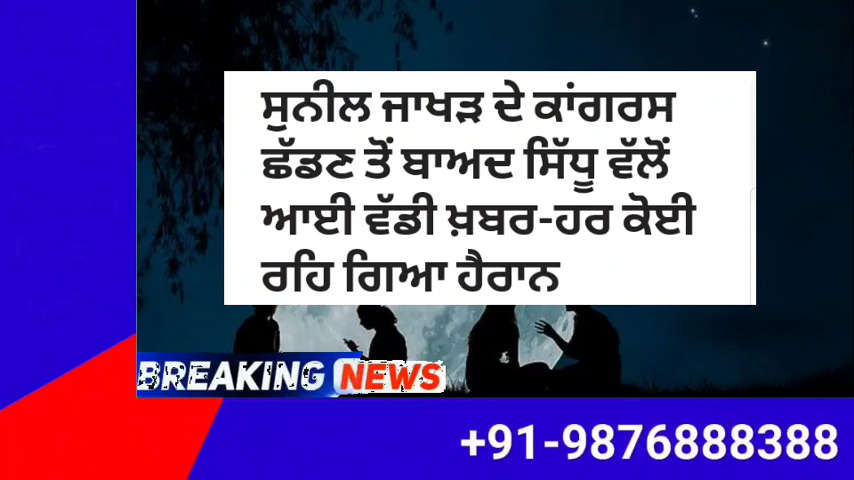 ਸੁਨੀਲ ਜਾਖੜ ਦੇ ਕਾਂਗਰਸ
ਛੱਡਣ ਤੋਂ ਬਾਅਦ ਸਿੱਧੂ ਵੱਲੋਂ
ਆਈ ਵੱਡੀ ਖ਼ਬਰ-ਹਰ ਕੋਈ
ਰਹਿ ਗਿਆ ਹੈਰਾਨ
BREAKING NEWS
+91-9876888388